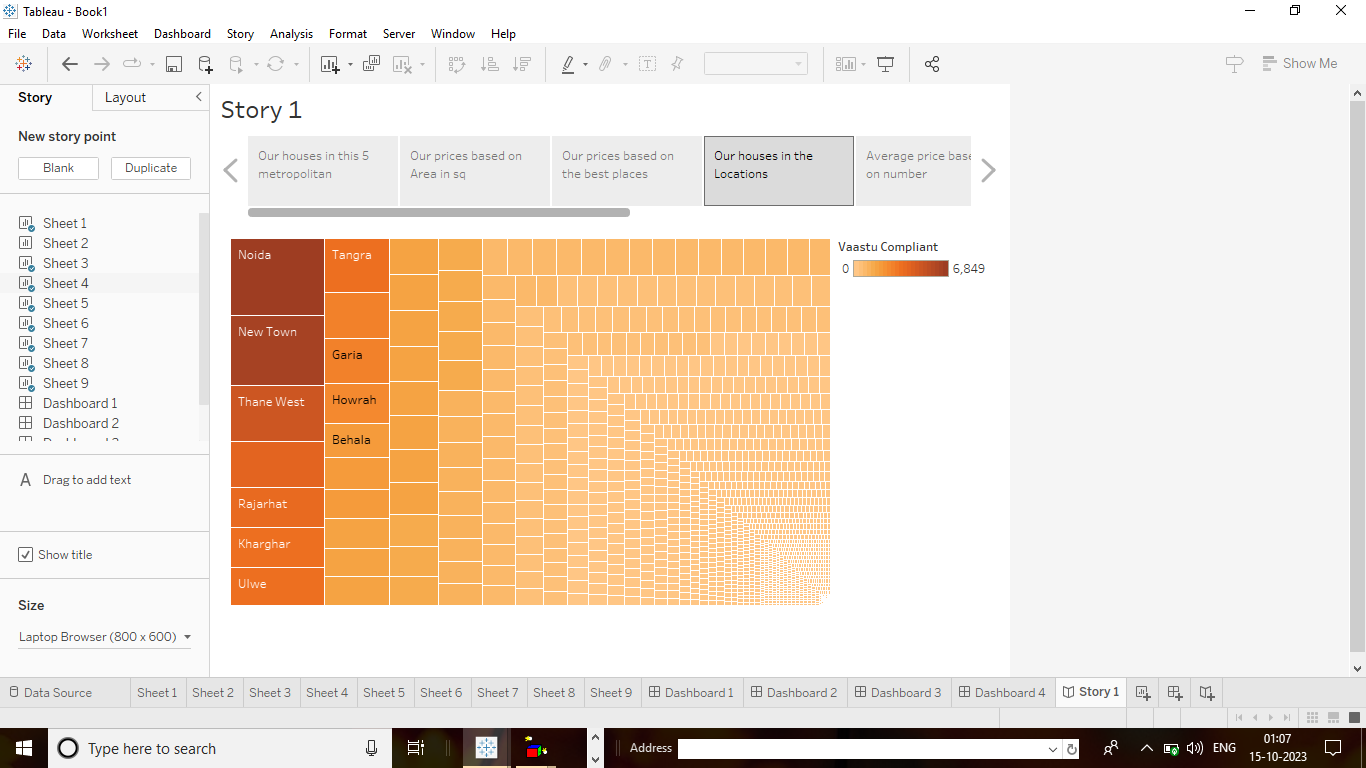 Tableau - Book1
File Data Worksheet Dashboard Story Analysis Format Server Window Help
Show Me
Story Layout
New story point
Blank Duplicate
Sheet 1
Sheet 2
Sheet 3
Sheet 4
Sheet 5
Sheet 6
Sheet 7
Sheet 8
Sheet 9
Dashboard 1
Dashboard 2
A Drag to add text
Show title
Size
Laptop Browser (800 x 600)
Story 1
Our houses in this 5
metropolitan
Our prices based on
Area in sq
Our prices based on
the best places
Our houses in the
Locations
Average price base
on number
Noida
New Town
Thane West
Rajarhat
Kharghar
Ulwe
Tangra
Garia
Howrah
Behala
Vaastu Compliant
0 6,849
Data Source Sheet 1 Sheet 2 Sheet 3 Sheet 4 Sheet 5 Sheet 6 Sheet 7 Sheet 8 Sheet 9 Dashboard 1 Dashboard 2 Dashboard 3 Dashboard 4 Story 1
Type here to search
Address
ENG
01:07
15-10-2023